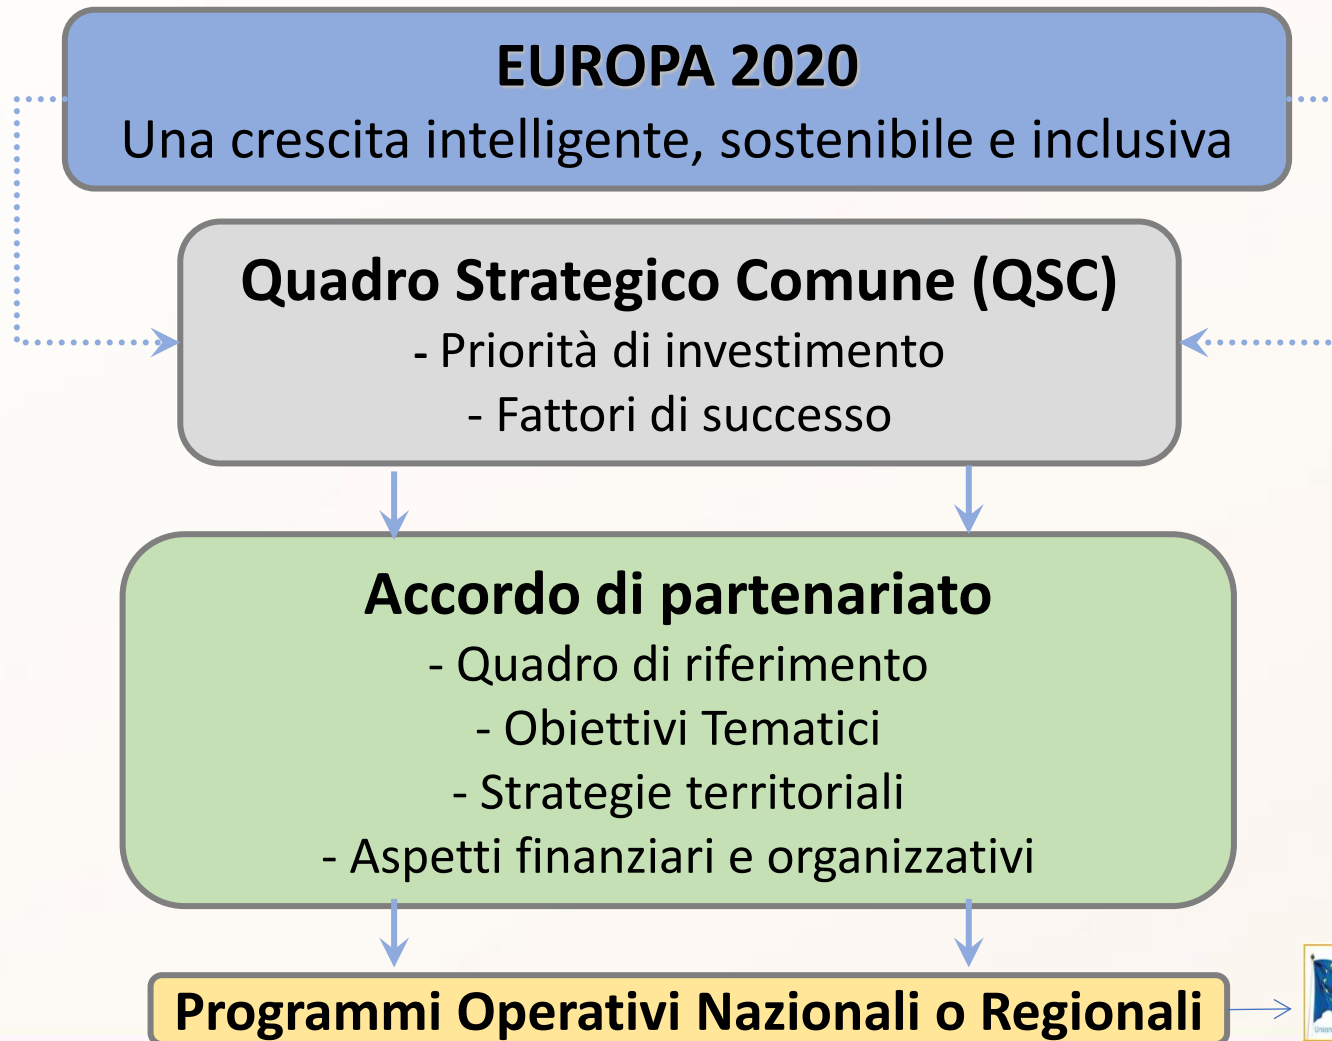 EUROPA 2020
Una crescita intelligente, sostenibile e inclusiva
Quadro Strategico Comune (QSC)
- Priorità di investimento
- Fattori di successo
Accordo di partenariato
- Quadro di riferimento
- Obiettivi Tematici
- Strategie territoriali
- Aspetti finanziari e organizzativi
Programmi Operativi Nazionali o Regionali